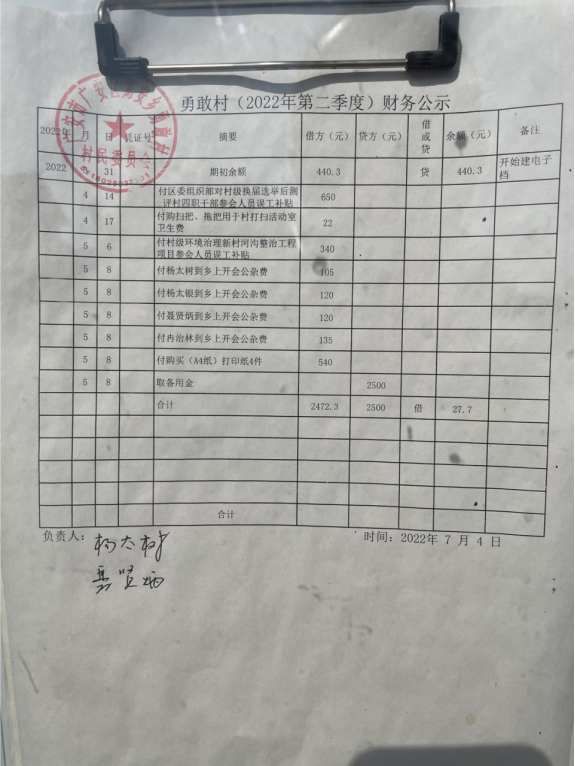 勇敢村（2022年第二季度）财务公示
2022年 月 日 凭证号 摘要 借方（元） 贷方（元） 借或贷 余额（元） 备注
2022 31 期初余额 440.3 贷 440.3 开始建电子档
4 14 付区委组织部对村级换届选举后测评村四职干部参会人员误工补贴 650
4 17 付购扫把、拖把用于村打扫活动室卫生费 22
5 6 付村级环境治理新村河沟整治工程项目参会人员误工补贴 340
5 8 付杨太树到乡上开会公杂费 105
5 8 付杨太银到乡上开会公杂费 120
5 8 付聂贤炳到乡上开会公杂费 120
5 8 付冉治林到乡上开会公杂费 135
5 8 付购买（A4纸）打印纸4件 540
5 8 取备用金 2500
合计 2472.3 2500 借 27.7
合计
负责人：杨太树 时间：2022年 7 月 4 日
聂贤炳
村民委员会